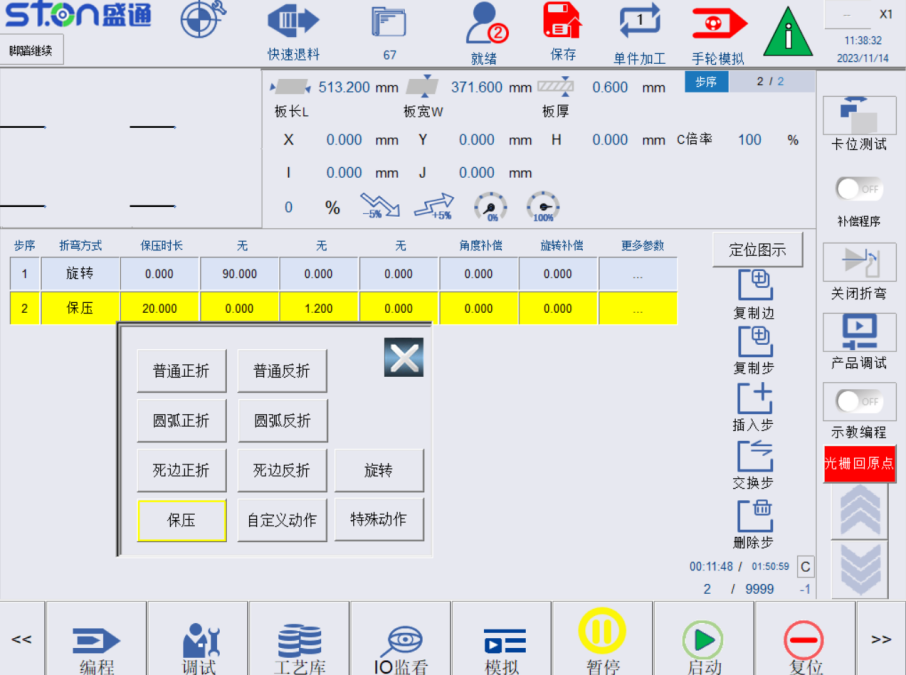 STON盛通
脚踏继续
快速退料
67
2
就绪
保存
1
单件加工
手轮模拟
--
X1
11:38:32
2023/11/14
513.200 mm
371.600 mm
0.600 mm
步序
2 / 2
板长L
板宽W
板厚
X 0.000 mm Y 0.000 mm H 0.000 mm C倍率 100 %
I 0.000 mm J 0.000 mm
0 %
-5%
+5%
0%
100%
卡位测试
OFF
补偿程序
关闭折弯
产品调试
OFF
示教编程
光栅回原点
步序 折弯方式 保压时长 无 无 无 角度补偿 旋转补偿 更多参数
1 旋转 0.000 90.000 0.000 0.000 0.000 0.000 ...
2 保压 20.000 0.000 1.200 0.000 0.000 0.000 ...
定位图示
复制边
复制步
插入步
交换步
删除步
普通正折 普通反折
圆弧正折 圆弧反折
死边正折 死边反折 旋转
保压 自定义动作 特殊动作
00:11:48 / 01:50:59 C
2 / 9999 -1
<< 编程 调试 工艺库 IO监看 模拟 暂停 启动 复位 >>